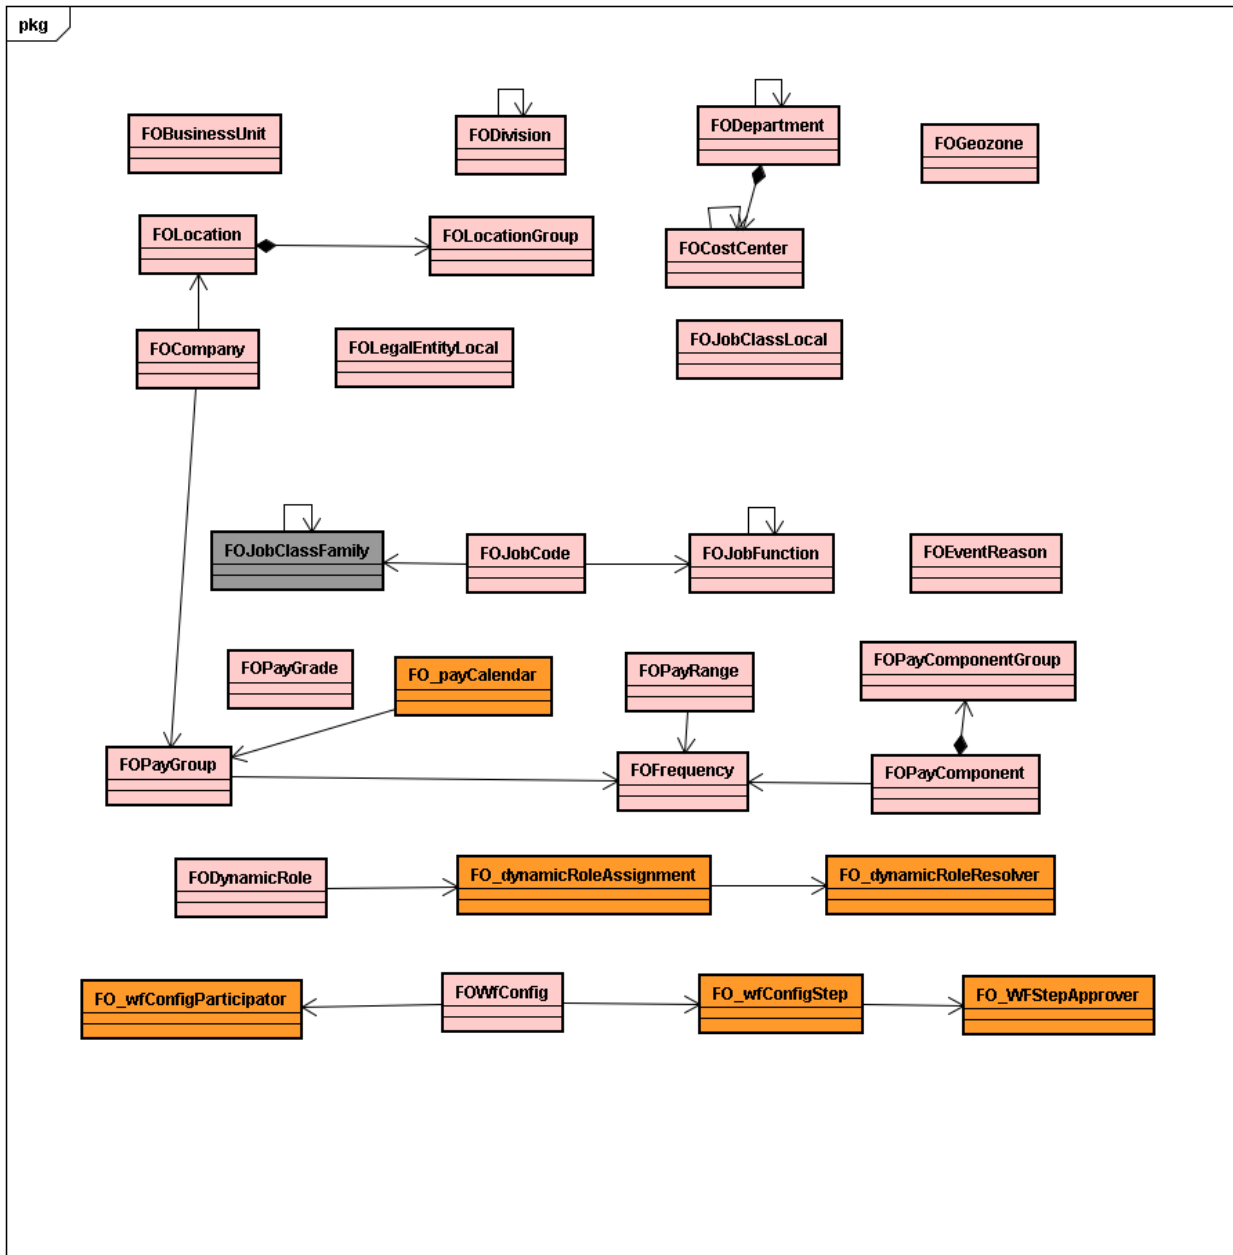 pkg
FOBusinessUnit
FODivision
FODepartment
FOGeozone
FOLocation
FOLocationGroup
FOCostCenter
FOCompany
FOLegalEntityLocal
FOJobClassLocal
FOJobClassFamily
FOJobCode
FOJobFunction
FOEventReason
FOPayGrade
FO_payCalendar
FOPayRange
FOPayComponentGroup
FOPayGroup
FOFrequency
FOPayComponent
FODynamicRole
FO_dynamicRoleAssignment
FO_dynamicRoleResolver
FO_wfConfigParticipator
FOWfConfig
FO_wfConfigStep
FO_WFStepApprover